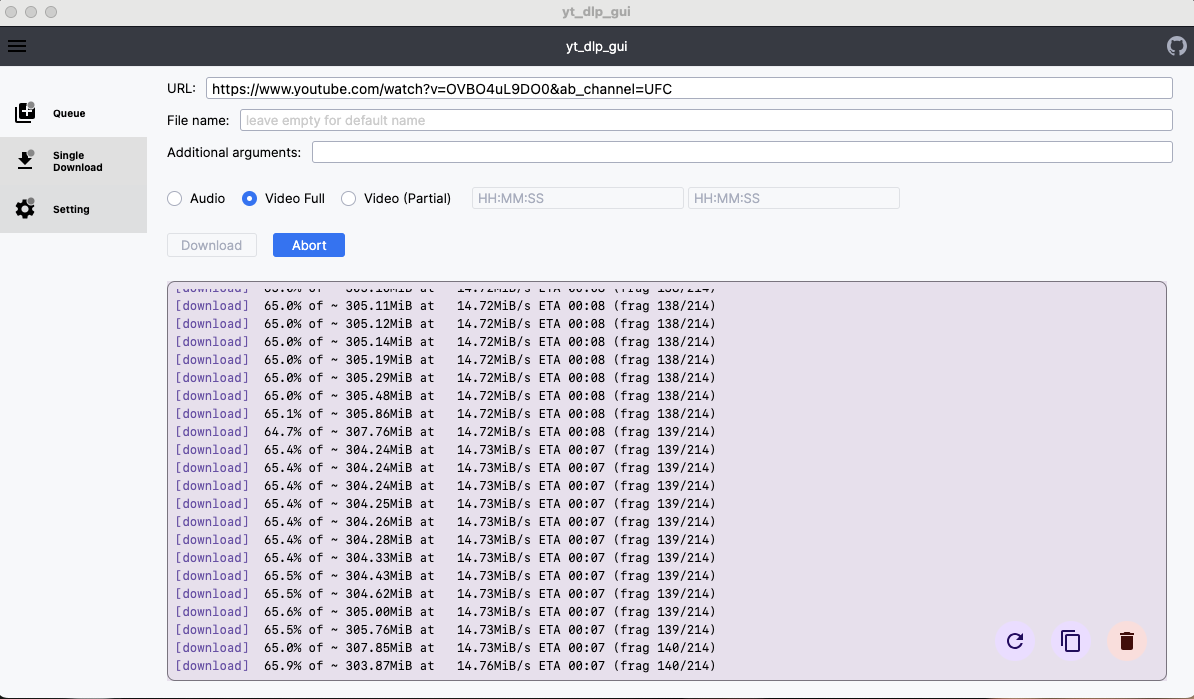 yt_dlp_gui
yt_dlp_gui
Queue
Single
Download
Setting
URL: https://www.youtube.com/watch?v=OVBO4uL9DO0&ab_channel=UFC
File name: leave empty for default name
Additional arguments:
Audio Video Full Video (Partial) HH:MM:SS HH:MM:SS
Download Abort
[download] 65.0% of ~ 305.10MiB at 14.72MiB/s ETA 00:08 (frag 138/214)
[download] 65.0% of ~ 305.11MiB at 14.72MiB/s ETA 00:08 (frag 138/214)
[download] 65.0% of ~ 305.12MiB at 14.72MiB/s ETA 00:08 (frag 138/214)
[download] 65.0% of ~ 305.14MiB at 14.72MiB/s ETA 00:08 (frag 138/214)
[download] 65.0% of ~ 305.19MiB at 14.72MiB/s ETA 00:08 (frag 138/214)
[download] 65.0% of ~ 305.29MiB at 14.72MiB/s ETA 00:08 (frag 138/214)
[download] 65.0% of ~ 305.48MiB at 14.72MiB/s ETA 00:08 (frag 138/214)
[download] 65.1% of ~ 305.86MiB at 14.72MiB/s ETA 00:08 (frag 138/214)
[download] 64.7% of ~ 307.76MiB at 14.72MiB/s ETA 00:08 (frag 139/214)
[download] 65.4% of ~ 304.24MiB at 14.73MiB/s ETA 00:07 (frag 139/214)
[download] 65.4% of ~ 304.24MiB at 14.73MiB/s ETA 00:07 (frag 139/214)
[download] 65.4% of ~ 304.24MiB at 14.73MiB/s ETA 00:07 (frag 139/214)
[download] 65.4% of ~ 304.25MiB at 14.73MiB/s ETA 00:07 (frag 139/214)
[download] 65.4% of ~ 304.26MiB at 14.73MiB/s ETA 00:07 (frag 139/214)
[download] 65.4% of ~ 304.28MiB at 14.73MiB/s ETA 00:07 (frag 139/214)
[download] 65.4% of ~ 304.33MiB at 14.73MiB/s ETA 00:07 (frag 139/214)
[download] 65.5% of ~ 304.43MiB at 14.73MiB/s ETA 00:07 (frag 139/214)
[download] 65.5% of ~ 304.62MiB at 14.73MiB/s ETA 00:07 (frag 139/214)
[download] 65.6% of ~ 305.00MiB at 14.73MiB/s ETA 00:07 (frag 139/214)
[download] 65.5% of ~ 305.76MiB at 14.73MiB/s ETA 00:07 (frag 139/214)
[download] 65.0% of ~ 307.85MiB at 14.73MiB/s ETA 00:07 (frag 140/214)
[download] 65.9% of ~ 303.87MiB at 14.76MiB/s ETA 00:07 (frag 140/214)